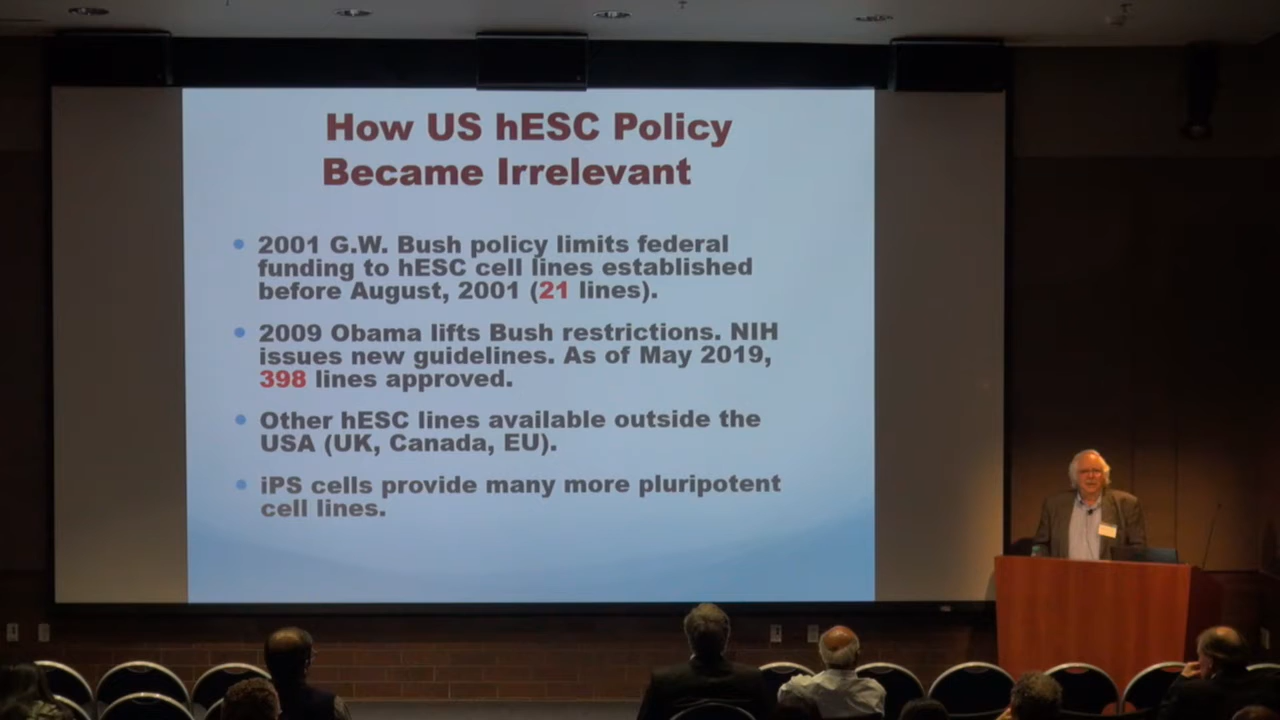 How US hESC Policy
Became Irrelevant
• 2001 G.W. Bush policy limits federal
funding to hESC cell lines established
before August, 2001 (21 lines).
• 2009 Obama lifts Bush restrictions. NIH
issues new guidelines. As of May 2019,
398 lines approved.
• Other hESC lines available outside the
USA (UK, Canada, EU).
• iPS cells provide many more pluripotent
cell lines.